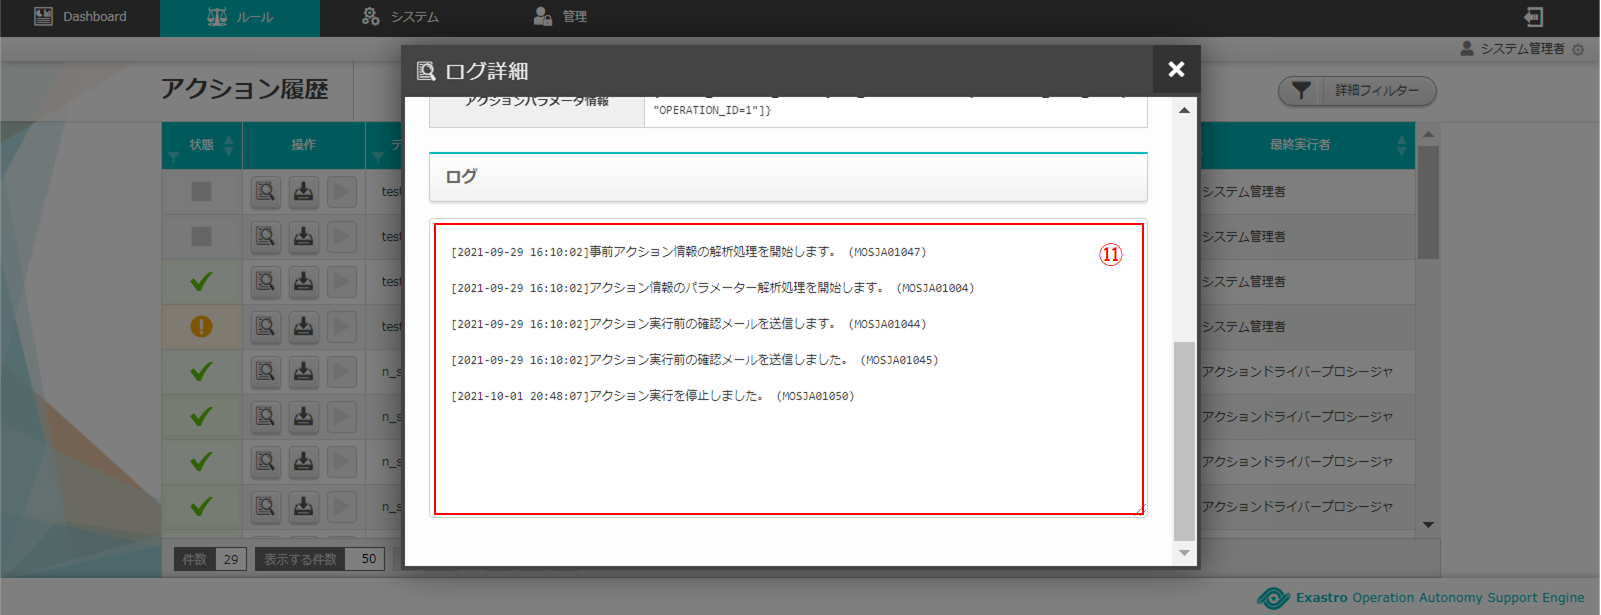 Dashboard
ルール
システム
管理
システム管理者
アクション履歴
詳細フィルター
ログ詳細
状態
操作
最終実行者
アクションパラメータ情報
"OPERATION_ID=1"]}
ログ
[2021-09-29 16:10:02]事前アクション情報の解析処理を開始します。 (MOSJA01047)
⑪
[2021-09-29 16:10:02]アクション情報のパラメーター解析処理を開始します。 (MOSJA01004)
[2021-09-29 16:10:02]アクション実行前の確認メールを送信します。 (MOSJA01044)
[2021-09-29 16:10:02]アクション実行前の確認メールを送信しました。 (MOSJA01045)
[2021-10-01 20:48:07]アクション実行を停止しました。 (MOSJA01050)
test
システム管理者
test
システム管理者
test
システム管理者
test
システム管理者
n_s
アクションドライバープロシージャ
n_s
アクションドライバープロシージャ
n_s
アクションドライバープロシージャ
n_s
アクションドライバープロシージャ
件数 29
表示する件数 50
Exastro Operation Autonomy Support Engine